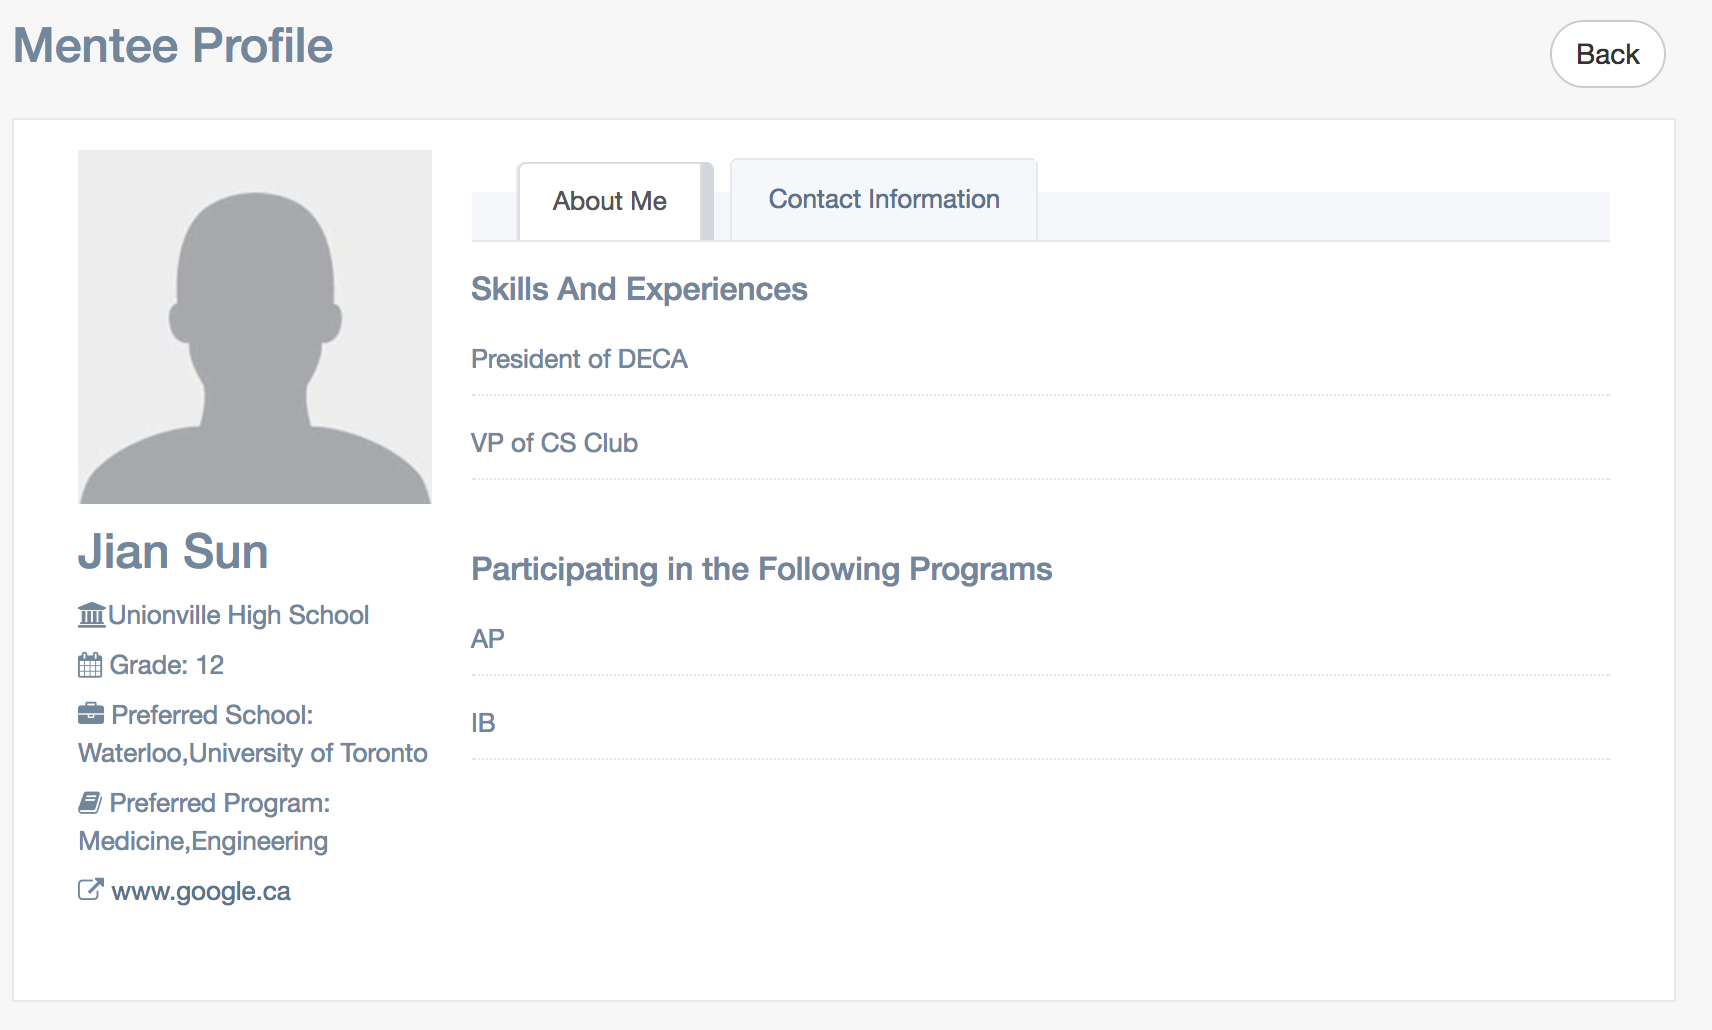 Mentee Profile
Back
Jian Sun
Unionville High School
Grade: 12
Preferred School:
Waterloo,University of Toronto
Preferred Program:
Medicine,Engineering
www.google.ca
About Me
Contact Information
Skills And Experiences
President of DECA
VP of CS Club
Participating in the Following Programs
AP
IB